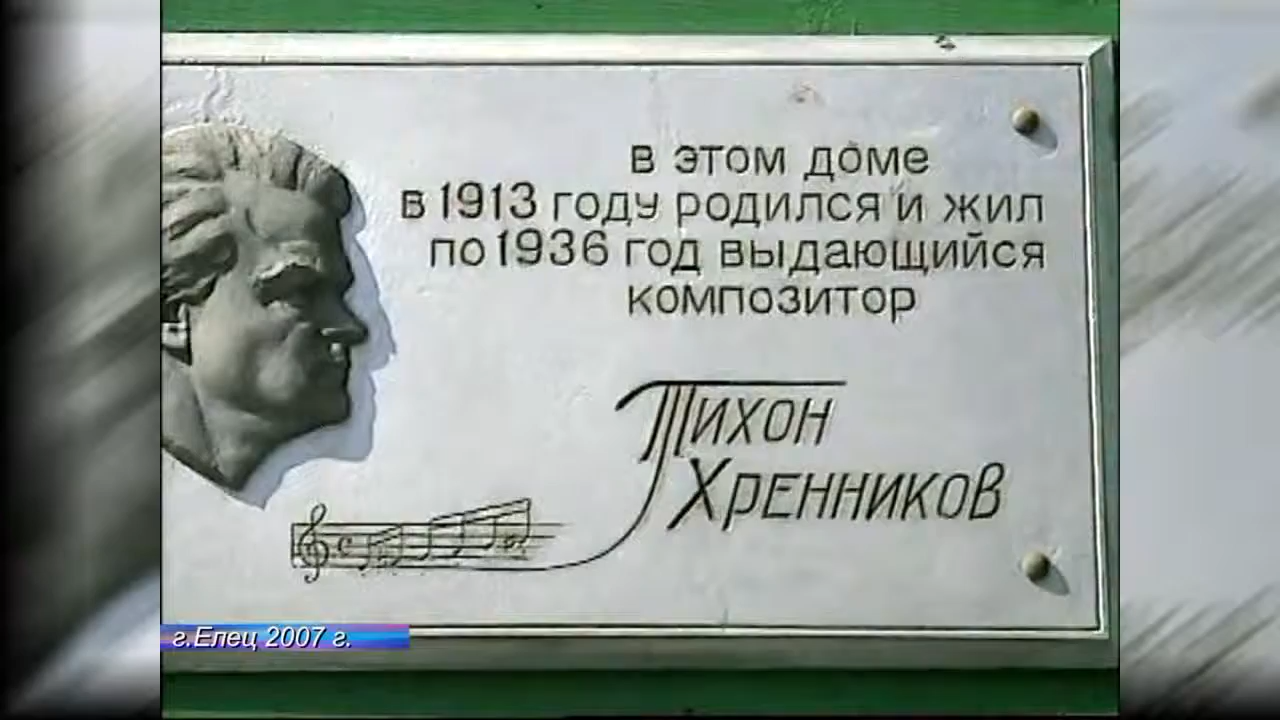 в этом доме
в 1913 году родился и жил
по 1936 год выдающийся
композитор
Тихон
Хренников
г.Елец 2007 г.